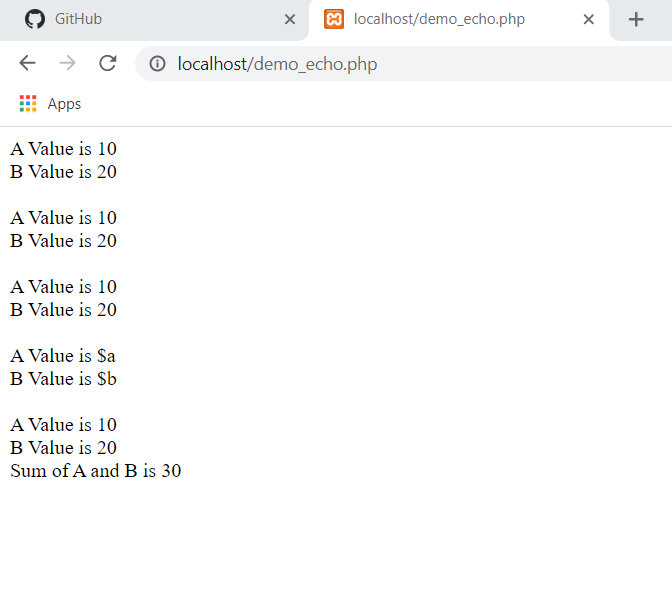 GitHub
localhost/demo_echo.php
localhost/demo_echo.php
Apps
A Value is 10
B Value is 20
A Value is 10
B Value is 20
A Value is 10
B Value is 20
A Value is $a
B Value is $b
A Value is 10
B Value is 20
Sum of A and B is 30